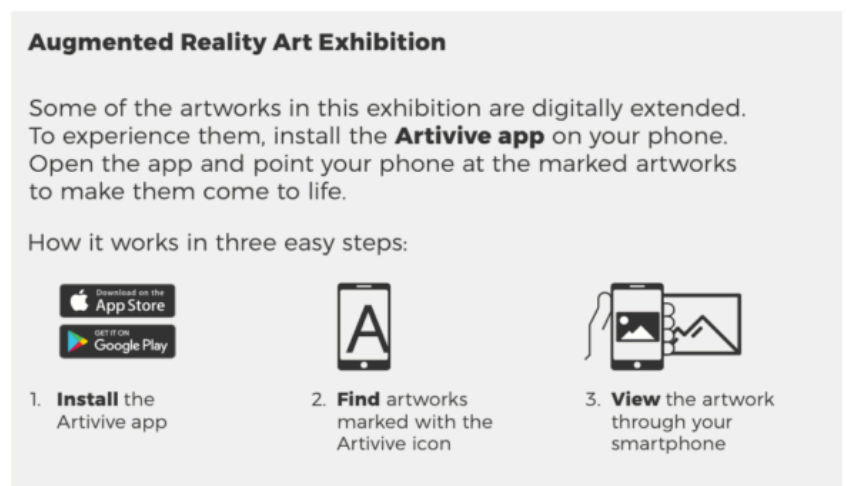 Augmented Reality Art Exhibition
Some of the artworks in this exhibition are digitally extended.
To experience them, install the Artivive app on your phone.
Open the app and point your phone at the marked artworks
to make them come to life.
How it works in three easy steps:
Download on the
App Store
GET IT ON
Google Play
A
1. Install the
Artivive app
2. Find artworks
marked with the
Artivive icon
3. View the artwork
through your
smartphone